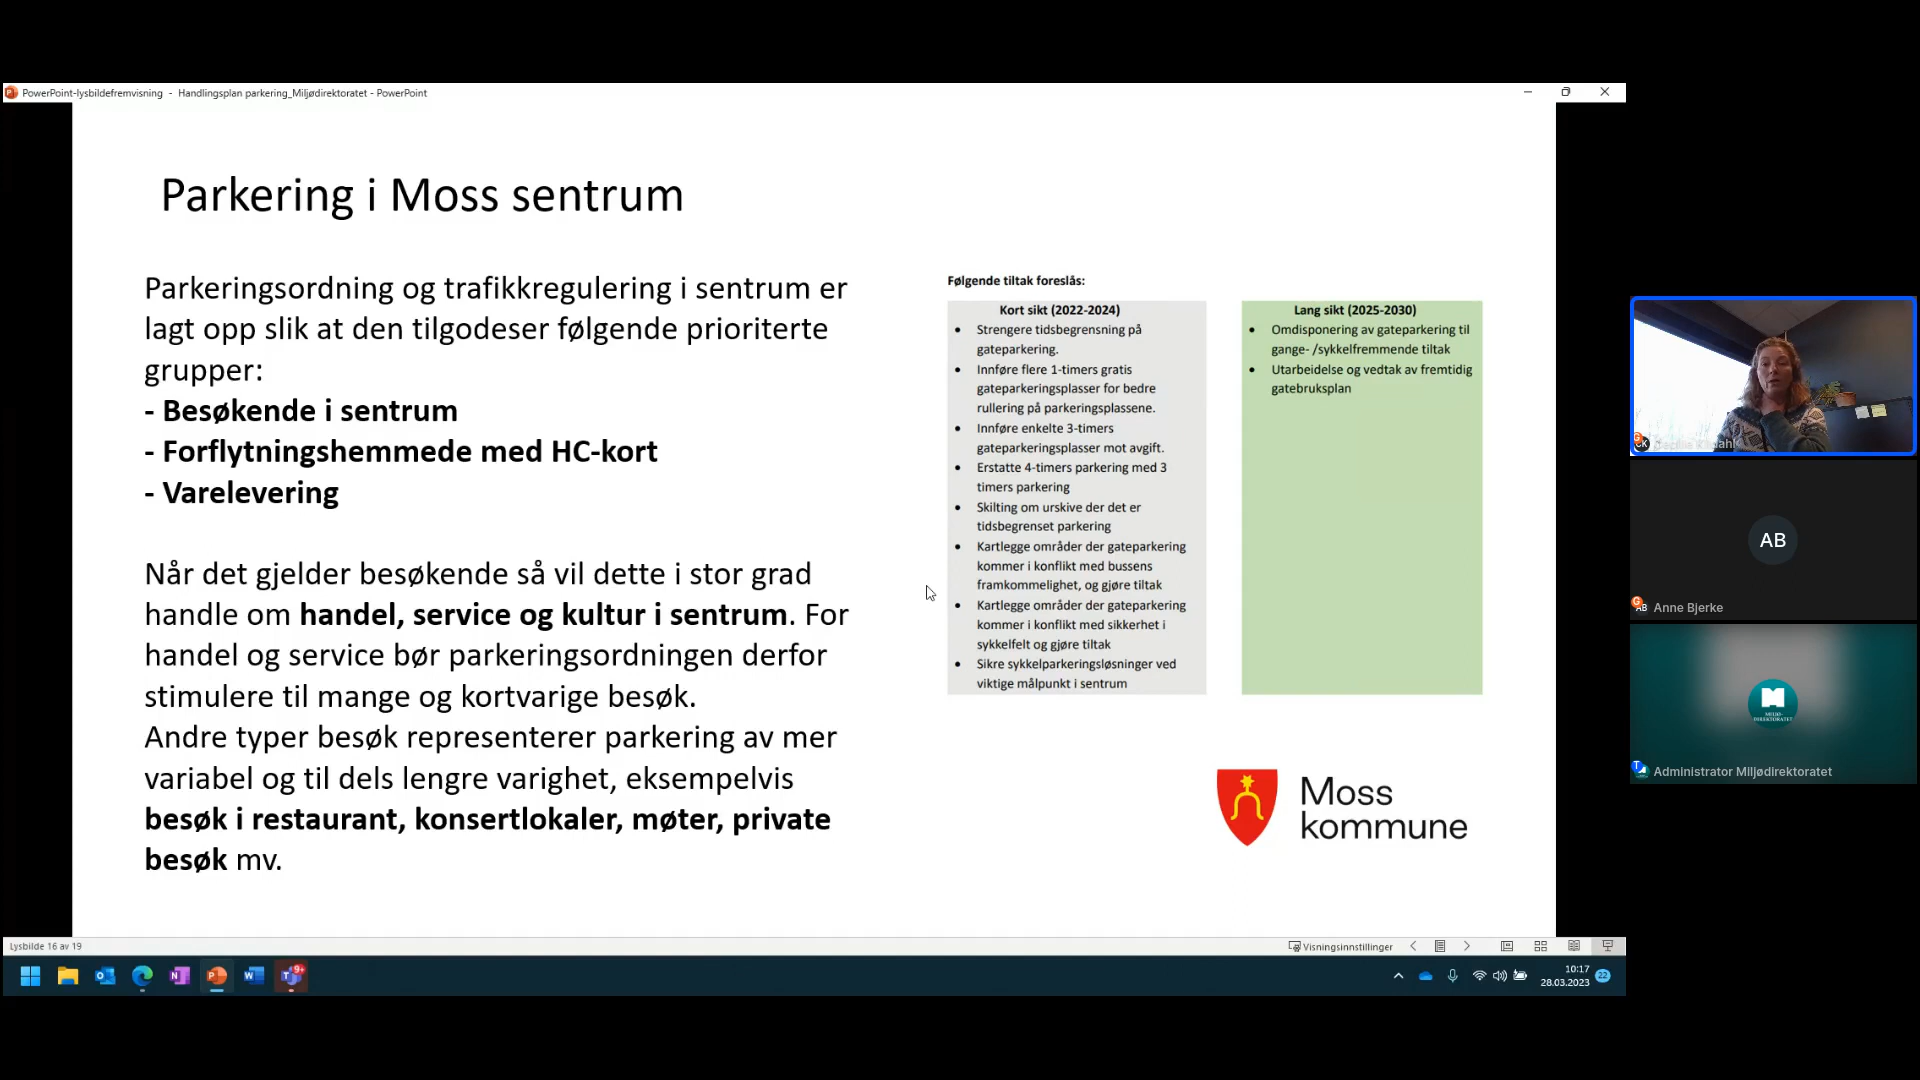 PowerPoint-lysbildefremvisning - Handlingsplan parkering_Miljødirektoratet - PowerPoint
Parkering i Moss sentrum
Parkeringsordning og trafikkregulering i sentrum er
lagt opp slik at den tilgodeser følgende prioriterte
grupper:
- Besøkende i sentrum
- Forflytningshemmede med HC-kort
- Varelevering
Når det gjelder besøkende så vil dette i stor grad
handle om handel, service og kultur i sentrum. For
handel og service bør parkeringsordningen derfor
stimulere til mange og kortvarige besøk.
Andre typer besøk representerer parkering av mer
variabel og til dels lengre varighet, eksempelvis
besøk i restaurant, konsertlokaler, møter, private
besøk mv.
Følgende tiltak foreslås:
Kort sikt (2022-2024)
• Strengere tidsbegrensning på
gateparkering.
• Innføre flere 1-timers gratis
gateparkeringsplasser for bedre
rullering på parkeringsplassene.
• Innføre enkelte 3-timers
gateparkeringsplasser mot avgift.
• Erstatte 4-timers parkering med 3
timers parkering
• Skilting om urskive der det er
tidsbegrenset parkering
• Kartlegge områder der gateparkering
kommer i konflikt med bussens
framkommelighet, og gjøre tiltak
• Kartlegge områder der gateparkering
kommer i konflikt med sikkerhet i
sykkelfelt og gjøre tiltak
• Sikre sykkelparkeringsløsninger ved
viktige målpunkt i sentrum
Lang sikt (2025-2030)
• Omdisponering av gateparkering til
gange- /sykkelfremmende tiltak
• Utarbeidelse og vedtak av fremtidig
gatebruksplan
Moss
kommune
CK
AB
AB Anne Bjerke
MILJØ-
DIREKTORATET
Administrator Miljødirektoratet
Lysbilde 16 av 19
Visningsinnstillinger
9+
10:17
28.03.2023
22